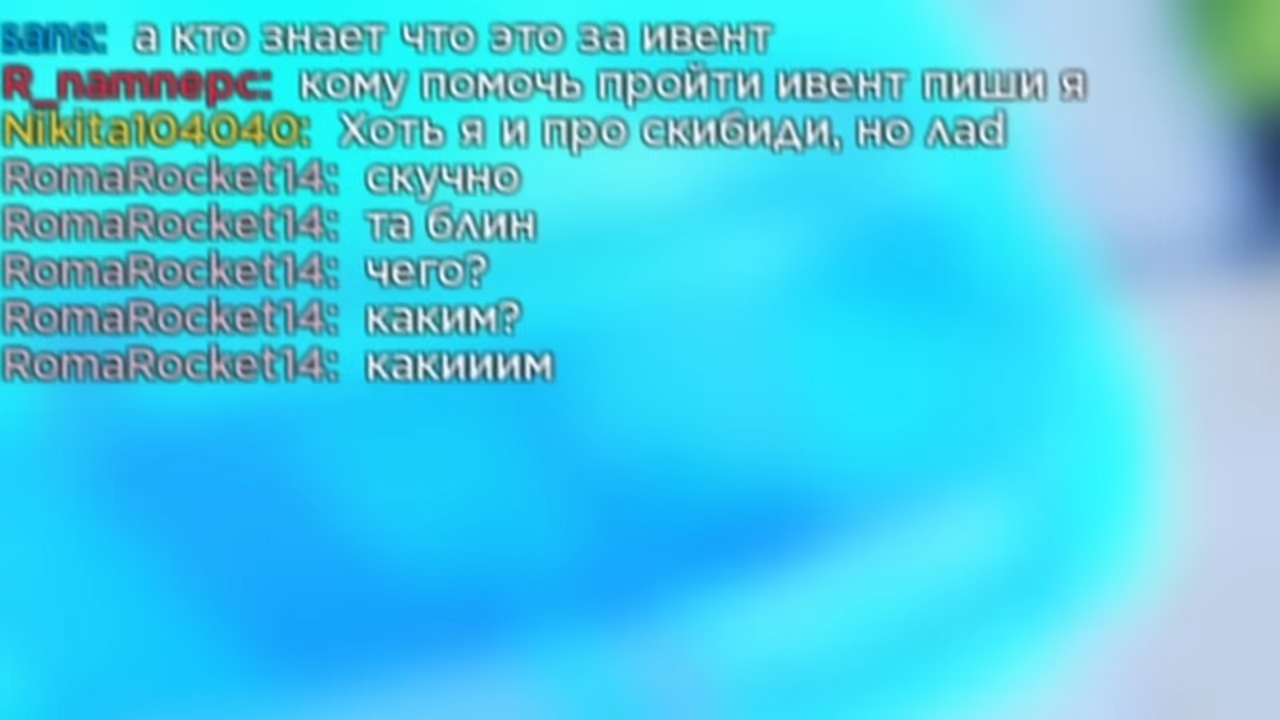 sans: а кто знает что это за ивент
R_namnepc: кому помочь пройти ивент пиши я
Nikita104040: Хоть я и про скибиди, но лаd
RomaRocket14: скучно
RomaRocket14: та блин
RomaRocket14: чего?
RomaRocket14: каким?
RomaRocket14: какииим